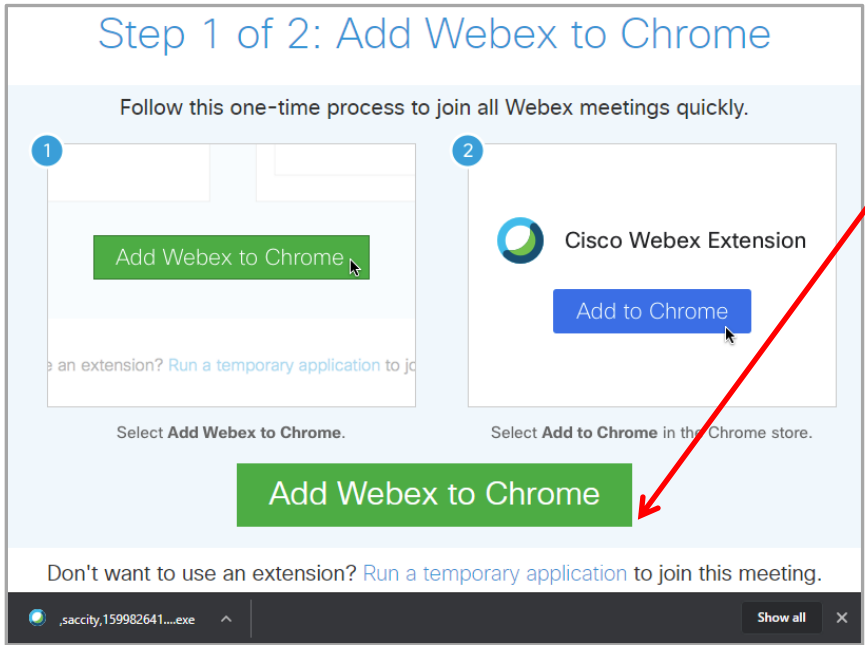 Step 1 of 2: Add Webex to Chrome
Follow this one-time process to join all Webex meetings quickly.
1
Add Webex to Chrome
e an extension? Run a temporary application to jo
Select Add Webex to Chrome.
2
Cisco Webex Extension
Add to Chrome
Select Add to Chrome in the Chrome store.
Add Webex to Chrome
Don't want to use an extension? Run a temporary application to join this meeting.
,saccity,159982641....exe
Show all